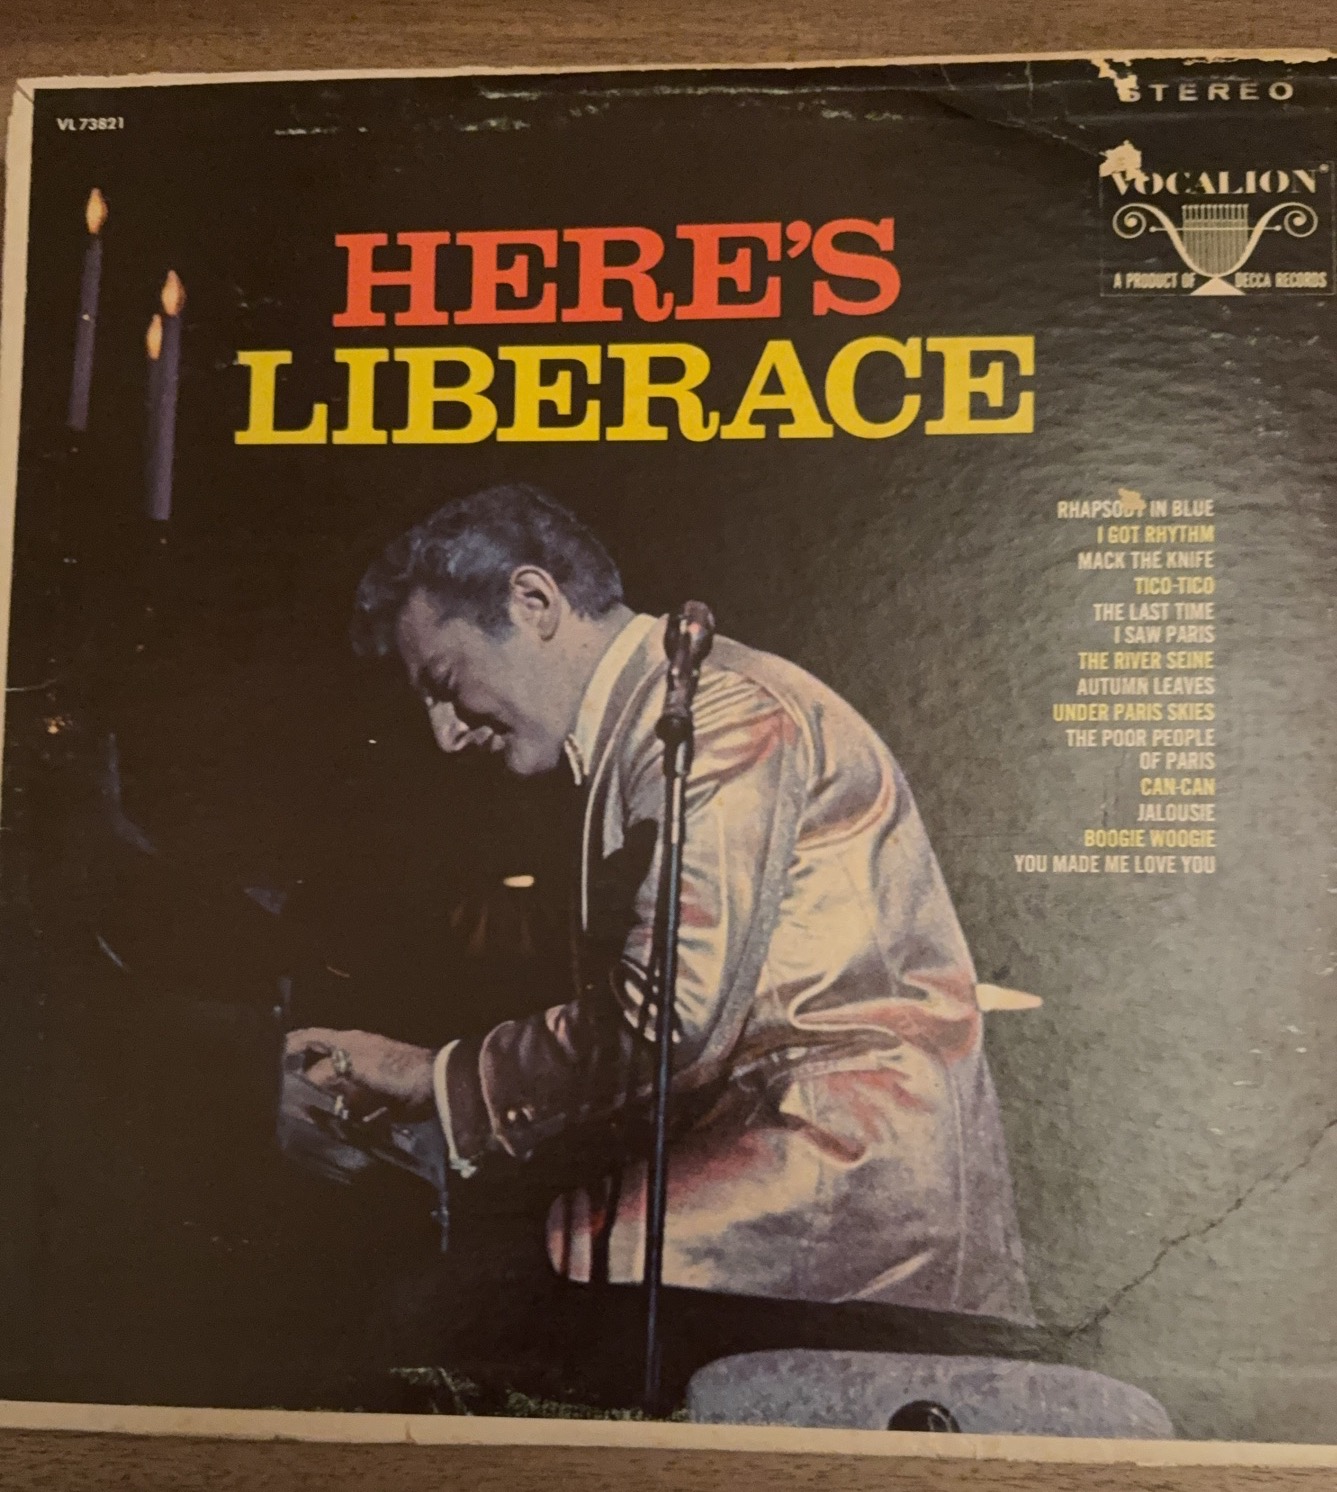 VL 73821
STEREO
VOCALION
A PRODUCT OF DECCA RECORDS
HERE'S
LIBERACE
RHAPSODY IN BLUE
I GOT RHYTHM
MACK THE KNIFE
TICO-TICO
THE LAST TIME
I SAW PARIS
THE RIVER SEINE
AUTUMN LEAVES
UNDER PARIS SKIES
THE POOR PEOPLE
OF PARIS
CAN-CAN
JALOUSIE
BOOGIE WOOGIE
YOU MADE ME LOVE YOU